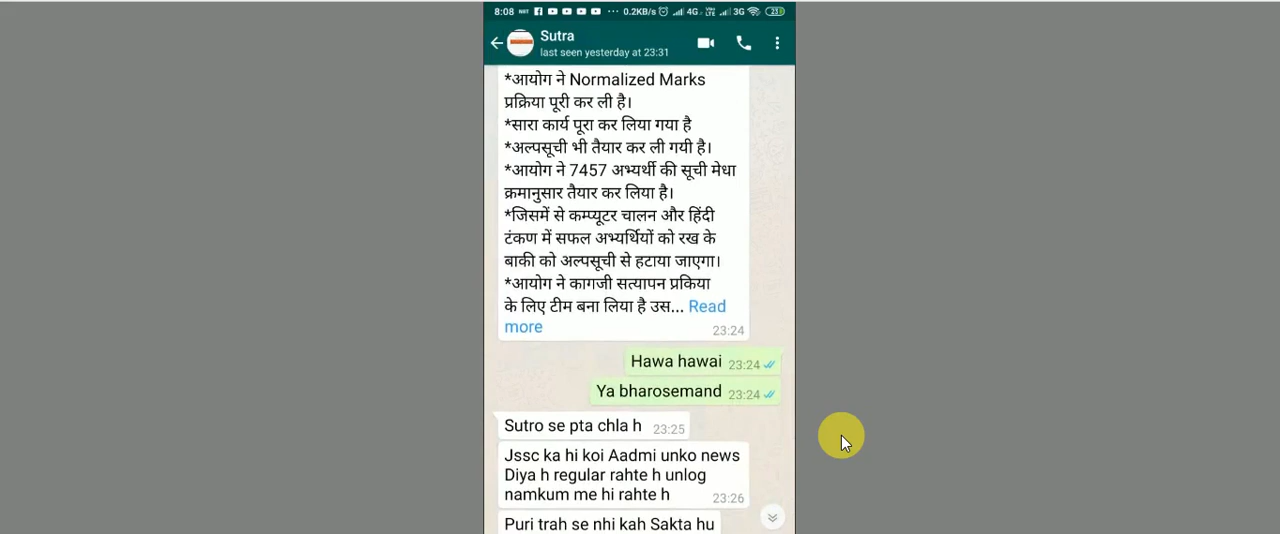 8:08 0.2KB/s 4G 3G 23
Sutra
last seen yesterday at 23:31
*आयोग ने Normalized Marks
प्रक्रिया पूरी कर ली है।
*सारा कार्य पूरा कर लिया गया है
*अल्पसूची भी तैयार कर ली गयी है।
*आयोग ने 7457 अभ्यर्थी की सूची मेधा
क्रमानुसार तैयार कर लिया है।
*जिसमें से कम्प्यूटर चालन और हिंदी
टंकण में सफल अभ्यर्थियों को रख के
बाकी को अल्पसूची से हटाया जाएगा।
*आयोग ने कागजी सत्यापन प्रकिया
के लिए टीम बना लिया है उस... Read
more 23:24
Hawa hawai 23:24
Ya bharosemand 23:24
Sutro se pta chla h 23:25
Jssc ka hi koi Aadmi unko news
Diya h regular rahte h unlog
namkum me hi rahte h 23:26
Puri trah se nhi kah Sakta hu